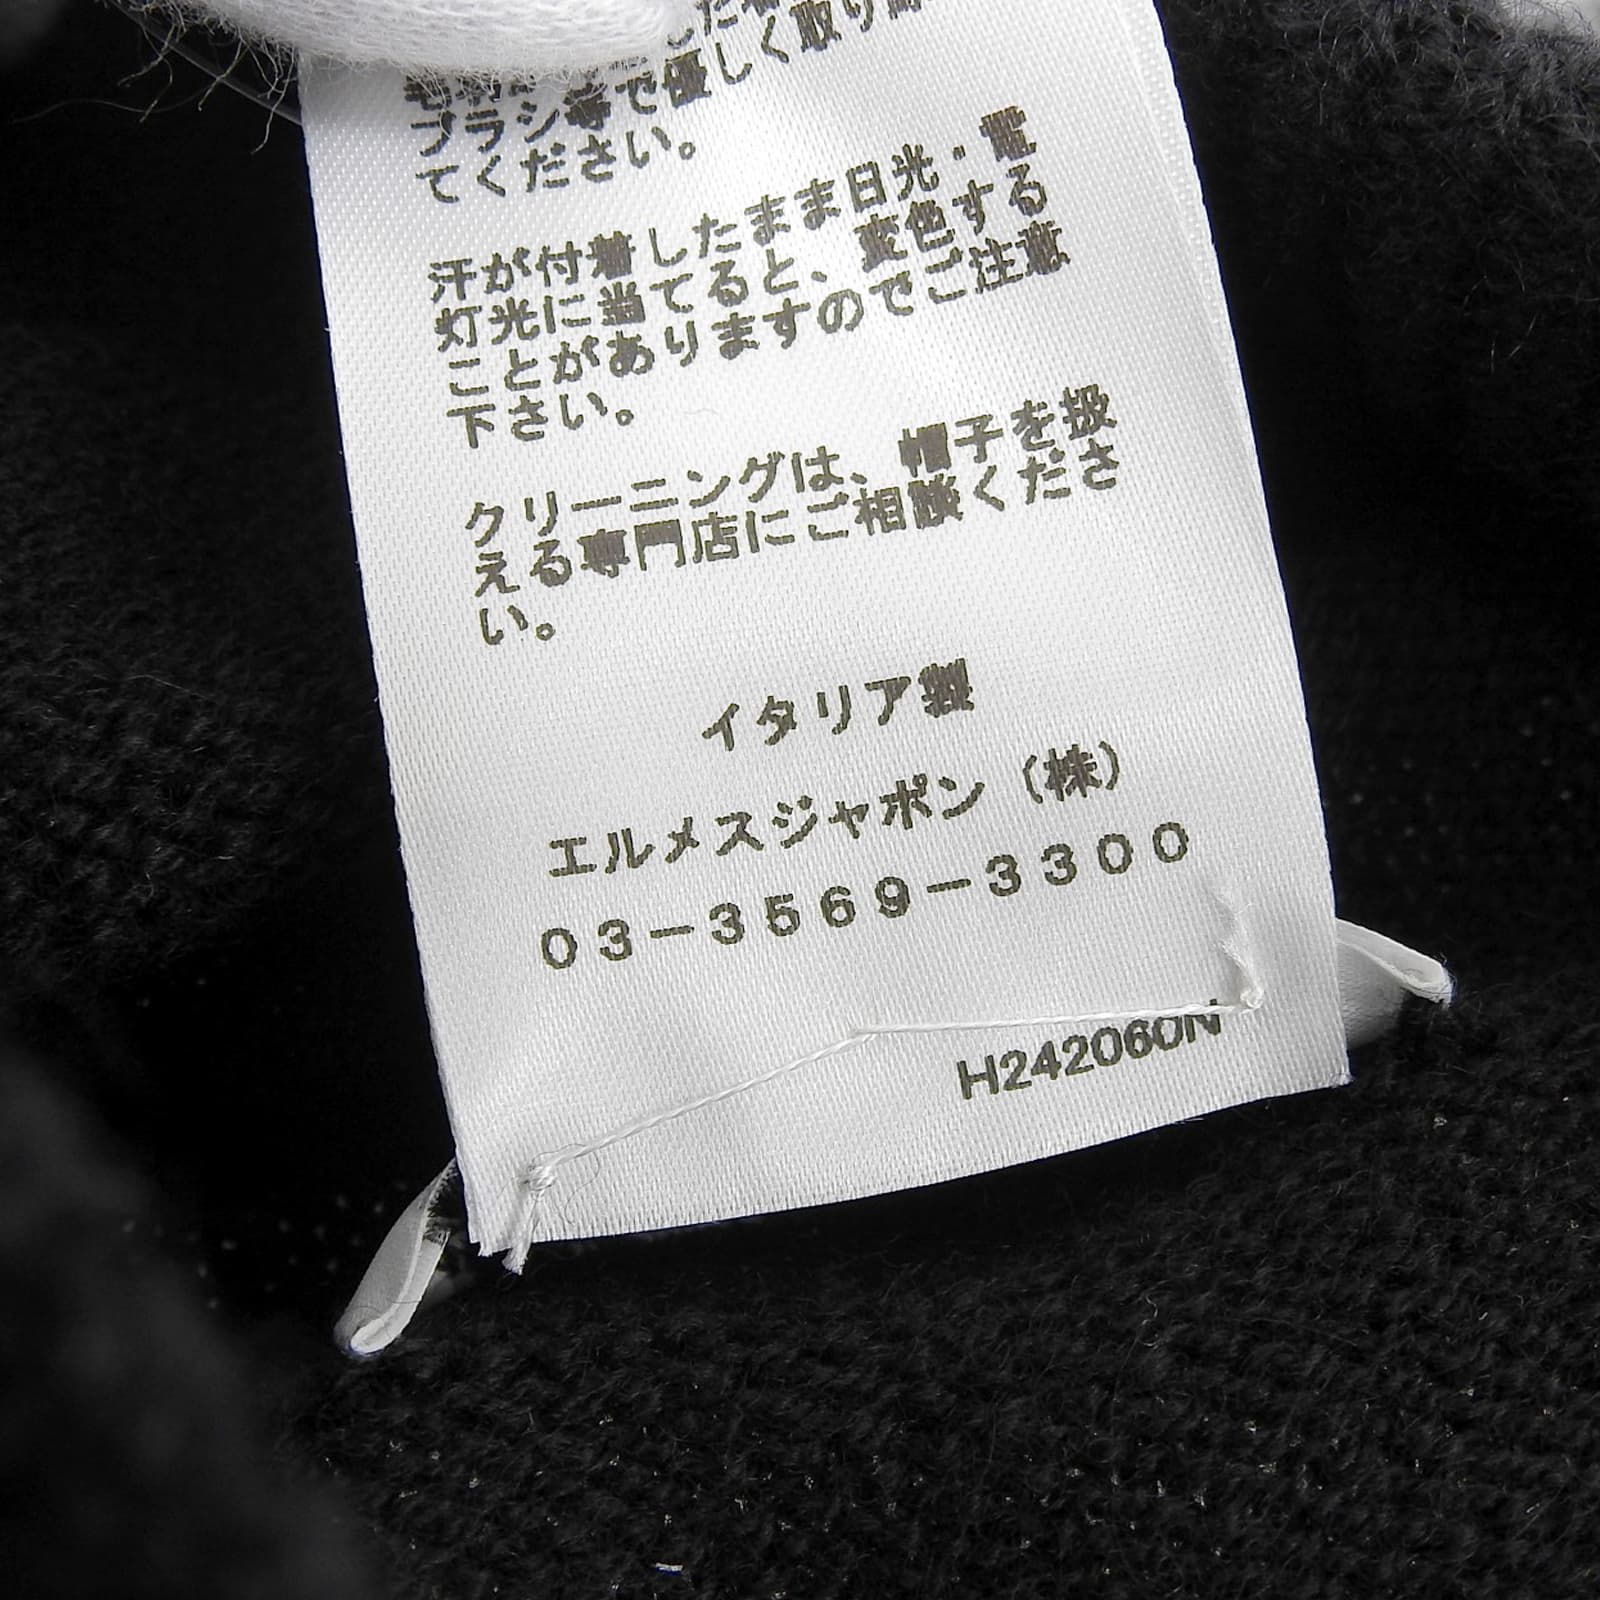 ブラシ等で優しく取り
てください。
汗が付着したまま日光・電
灯光に当てると、変色する
ことがありますのでご注意
下さい。
クリーニングは、帽子を扱
える専門店にご相談くださ
い。
イタリア製
エルメスジャポン（株）
03-3569-3300
H242060N